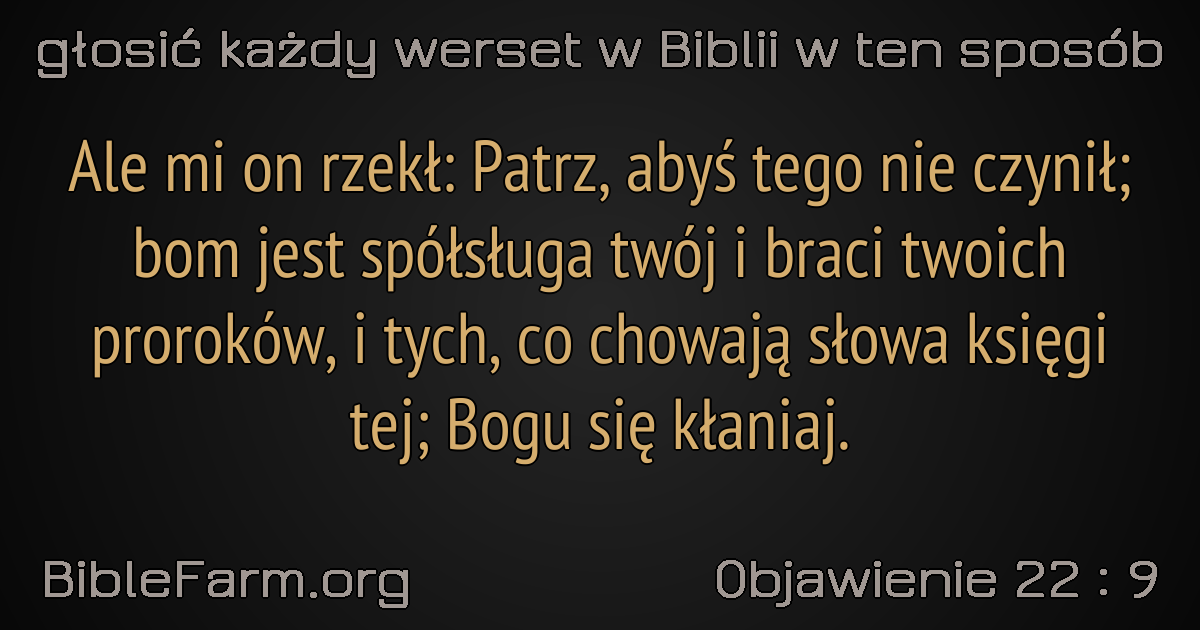 głosić każdy werset w Biblii w ten sposób
Ale mi on rzekł: Patrz, abyś tego nie czynił;
bom jest spółsługa twój i braci twoich
proroków, i tych, co chowają słowa księgi
tej; Bogu się kłaniaj.
BibleFarm.org
Objawienie 22 : 9